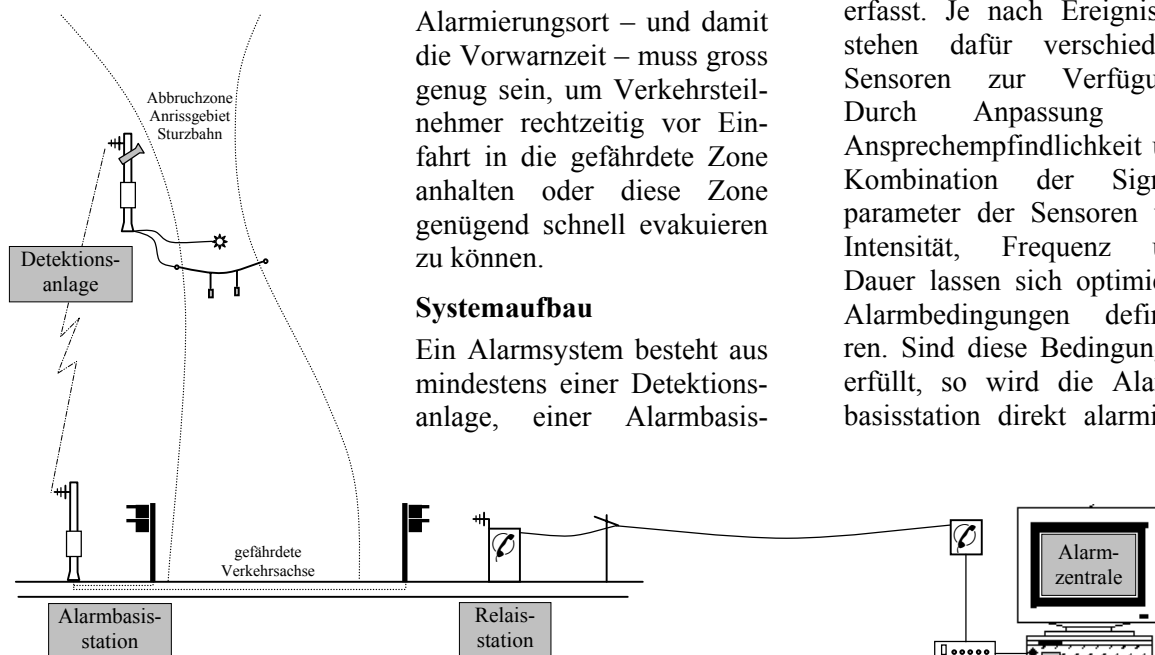 Abbruchzone
Anrissgebiet
Sturzbahn
Detektions-
anlage
Alarmierungsort – und damit
die Vorwarnzeit – muss gross
genug sein, um Verkehrsteil-
nehmer rechtzeitig vor Ein-
fahrt in die gefährdete Zone
anhalten oder diese Zone
genügend schnell evakuieren
zu können.
Systemaufbau
Ein Alarmsystem besteht aus
mindestens einer Detektions-
anlage, einer Alarmbasis-
erfasst. Je nach Ereignis
stehen dafür verschied
Sensoren zur Verfügu
Durch Anpassung
Ansprechempfindlichkeit u
Kombination der Sign
parameter der Sensoren
Intensität, Frequenz u
Dauer lassen sich optimie
Alarmbedingungen defin
ren. Sind diese Bedingung
erfüllt, so wird die Alar
basisstation direkt alarmi
gefährdete
Verkehrsachse
Alarmbasis-
station
Relais-
station
Alarm-
zentrale